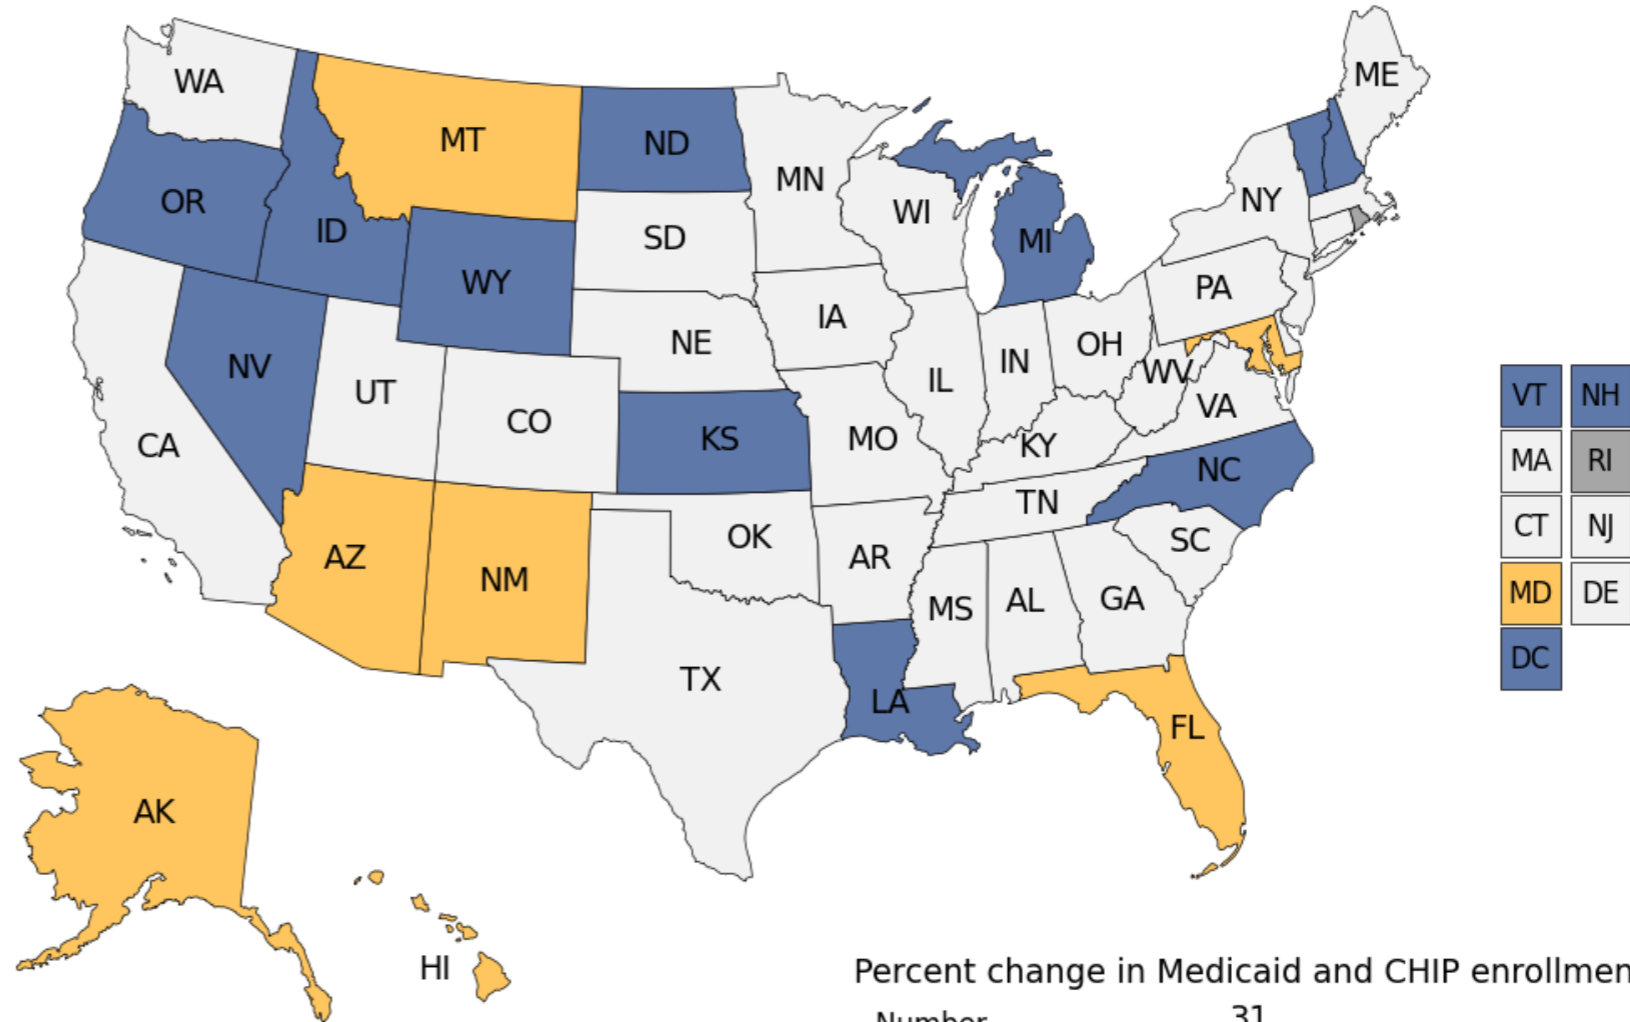 WA
ME
MT
ND
MN
OR
NY
WI
ID
SD
MI
WY
PA
IA
NE
OH
NV
IN
WV
IL
UT
VT NH
VA
CO
KS
MO
KY
CA
MA RI
NC
TN
CT NJ
OK
SC
AZ
AR
NM
MD DE
MS
AL
GA
DC
TX
LA
FL
AK
HI
Percent change in Medicaid and CHIP enrollmen
Number
31